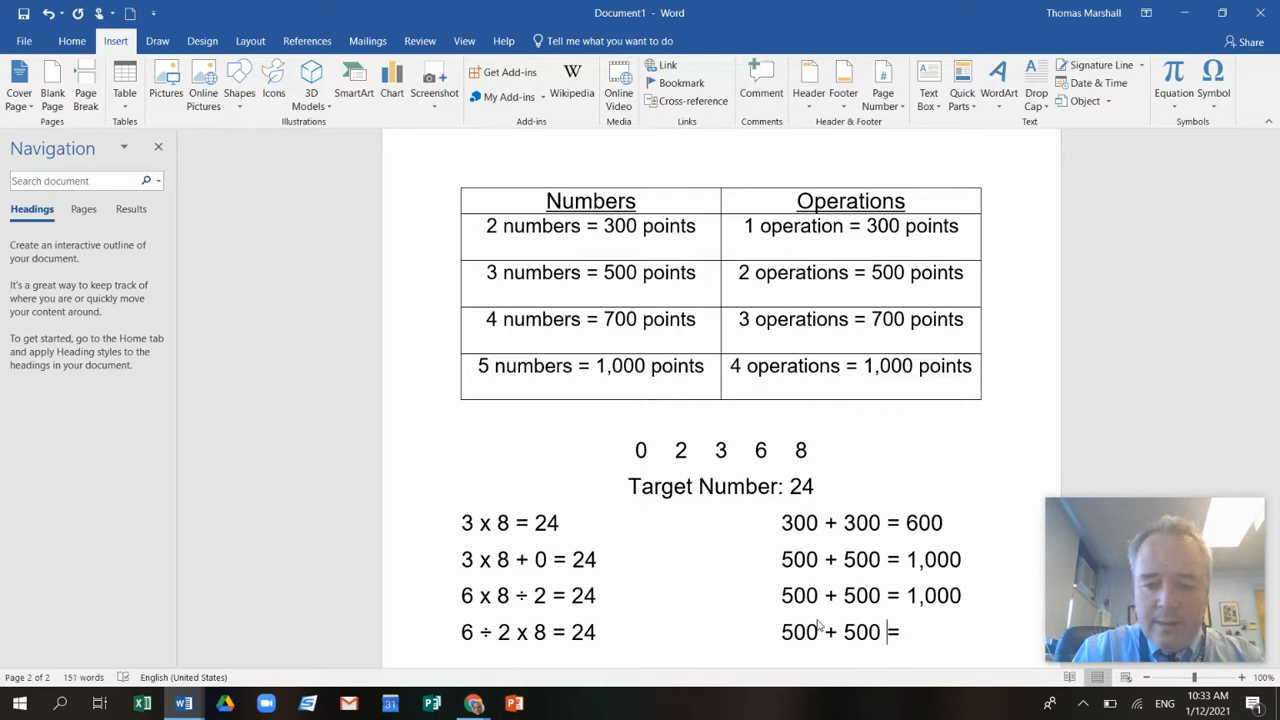 Document1 - Word
Thomas Marshall
File Home Insert Draw Design Layout References Mailings Review View Help Tell me what you want to do
Share
Cover Page
Blank Page
Page Break
Table
Pictures
Online Pictures
Shapes
Icons
3D Models
SmartArt
Chart
Screenshot
Get Add-ins
My Add-ins
Wikipedia
Online Video
Link
Bookmark
Cross-reference
Comment
Header
Footer
Page Number
Text Box
Quick Parts
WordArt
Drop Cap
Signature Line
Date & Time
Object
Equation
Symbol
Pages Tables Illustrations Add-ins Media Links Comments Header & Footer Text Symbols
Navigation
Search document
Headings Pages Results
Create an interactive outline of
your document.
It's a great way to keep track of
where you are or quickly move
your content around.
To get started, go to the Home tab
and apply Heading styles to the
headings in your document.
Numbers Operations
2 numbers = 300 points 1 operation = 300 points
3 numbers = 500 points 2 operations = 500 points
4 numbers = 700 points 3 operations = 700 points
5 numbers = 1,000 points 4 operations = 1,000 points
0 2 3 6 8
Target Number: 24
3 x 8 = 24 300 + 300 = 600
3 x 8 + 0 = 24 500 + 500 = 1,000
6 x 8 ÷ 2 = 24 500 + 500 = 1,000
6 ÷ 2 x 8 = 24 500 + 500 =
Page 2 of 2 151 words English (United States)
100%
ENG
10:33 AM
1/12/2021